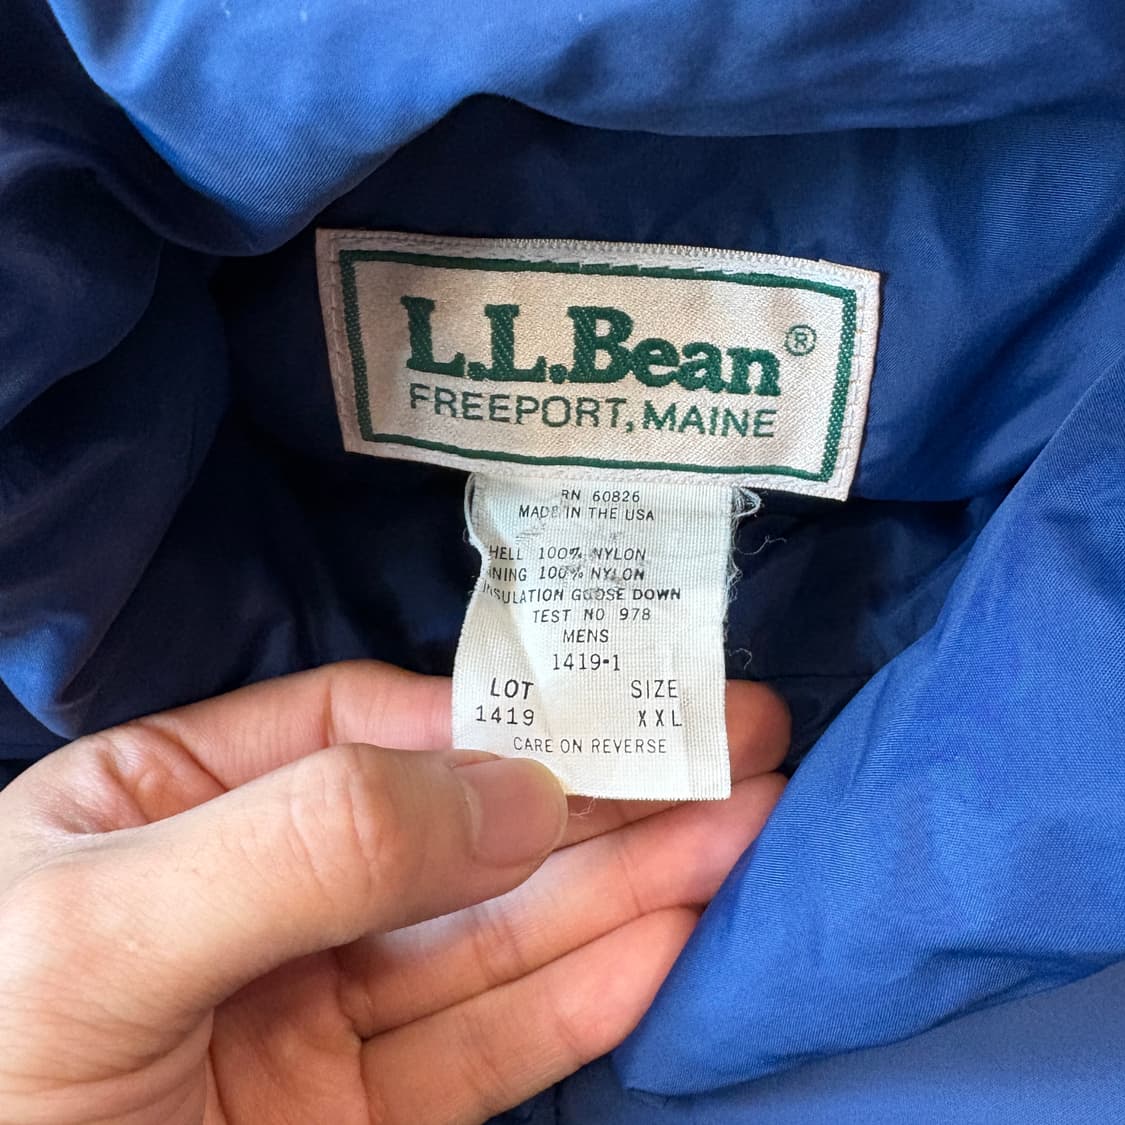 L.L.Bean®
FREEPORT, MAINE
RN 60826
MADE IN THE USA
HELL 100% NYLON
NING 100% NYLON
INSULATION GOOSE DOWN
TEST NO 978
MENS
1419-1
LOT SIZE
1419 XXL
CARE ON REVERSE